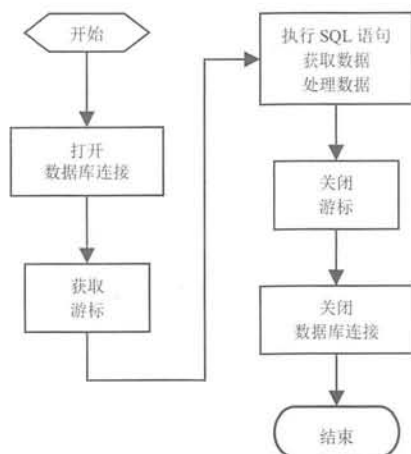 开始
打开
数据库连接
获取
游标
执行 SQL 语句
获取数据
处理数据
关闭
游标
关闭
数据库连接
结束